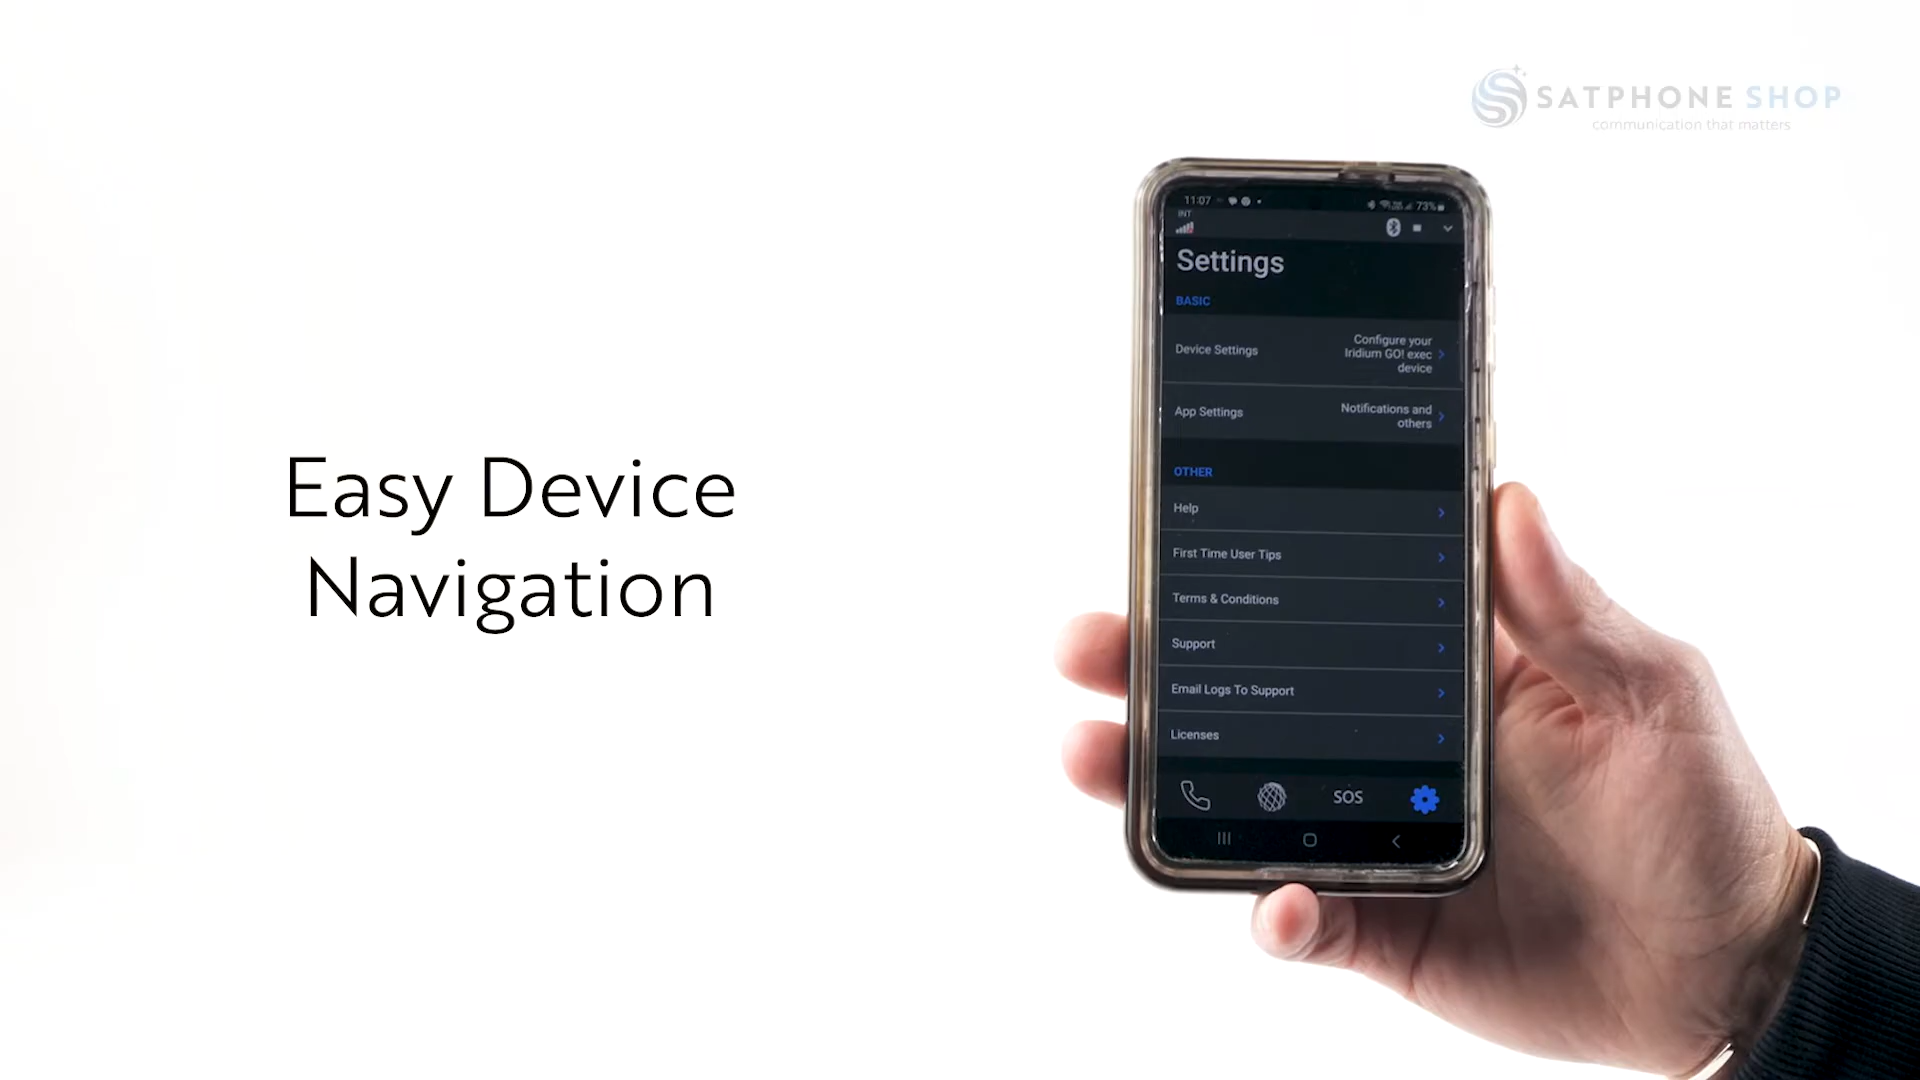 SATPHONE SHOP
communication that matters
Easy Device
Navigation
11:07
73%
INT
Settings
BASIC
Device Settings
Configure your
Iridium GO! exec
device
App Settings
Notifications and
others
OTHER
Help
First Time User Tips
Terms & Conditions
Support
Email Logs To Support
Licenses
SOS